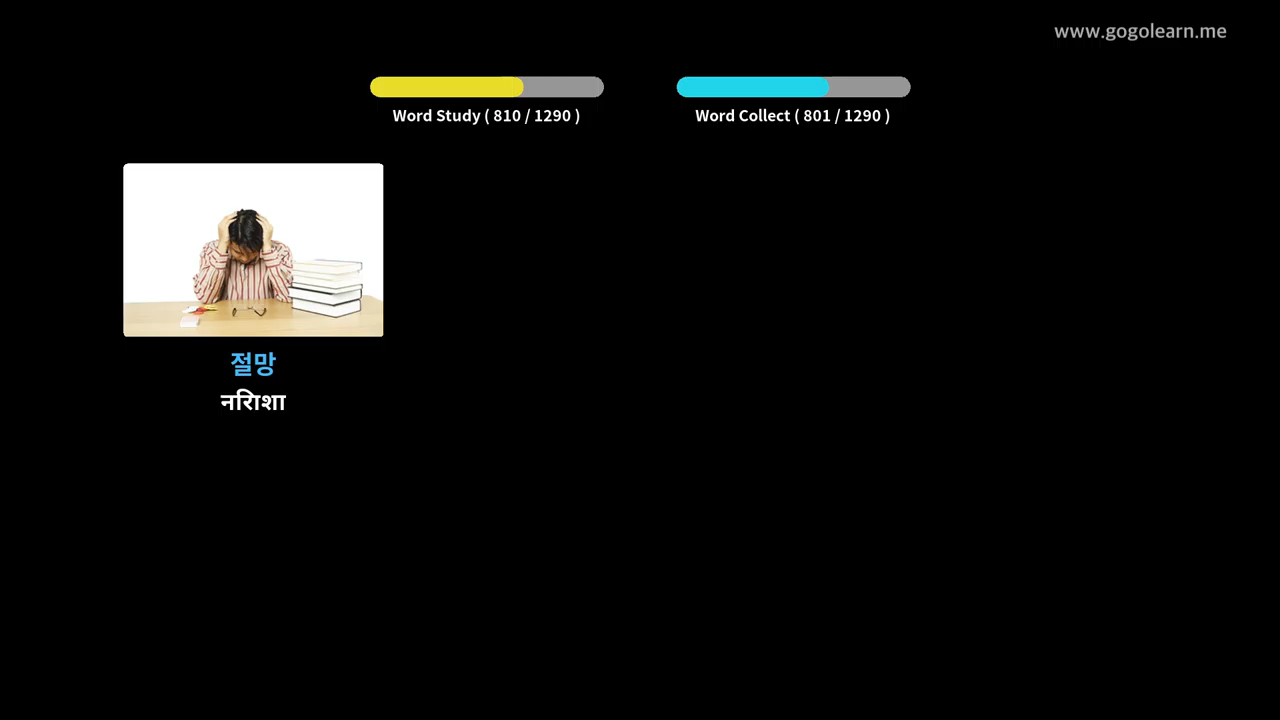 www.gogolearn.me
Word Study ( 810 / 1290 )
Word Collect ( 801 / 1290 )
절망
निराशा